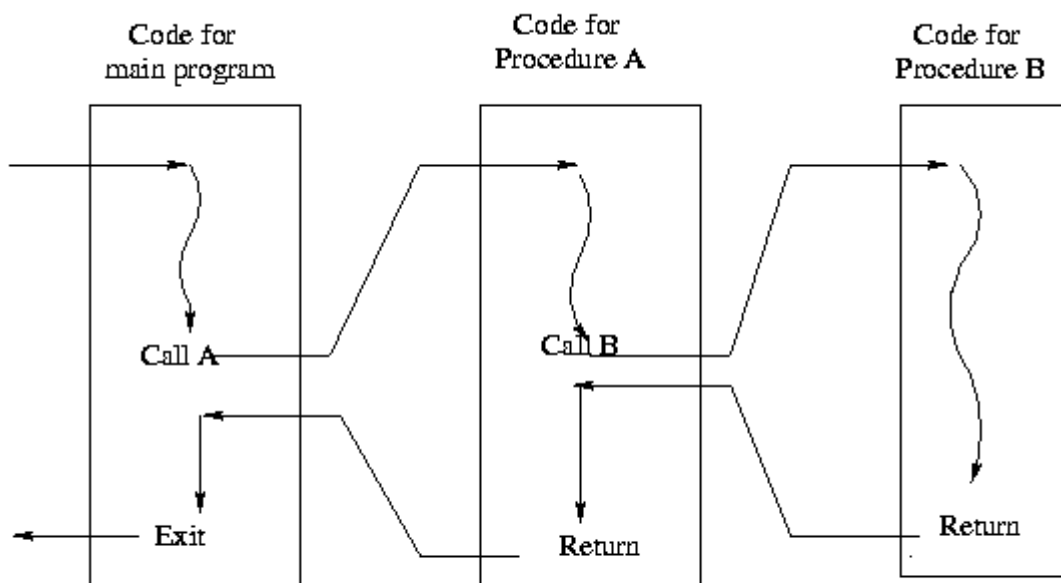 Code for
main program
Code for
Procedure A
Code for
Procedure B
Call A
Call B
Exit
Return
Return